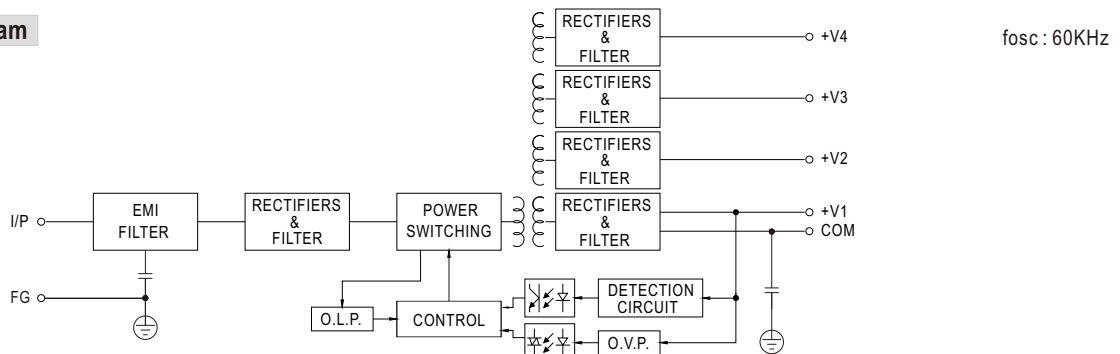 am
fosc : 60KHz
RECTIFIERS
&
FILTER
+V4
RECTIFIERS
&
FILTER
+V3
RECTIFIERS
&
FILTER
+V2
I/P
EMI
FILTER
RECTIFIERS
&
FILTER
POWER
SWITCHING
RECTIFIERS
&
FILTER
+V1
COM
FG
O.L.P.
CONTROL
DETECTION
CIRCUIT
O.V.P.